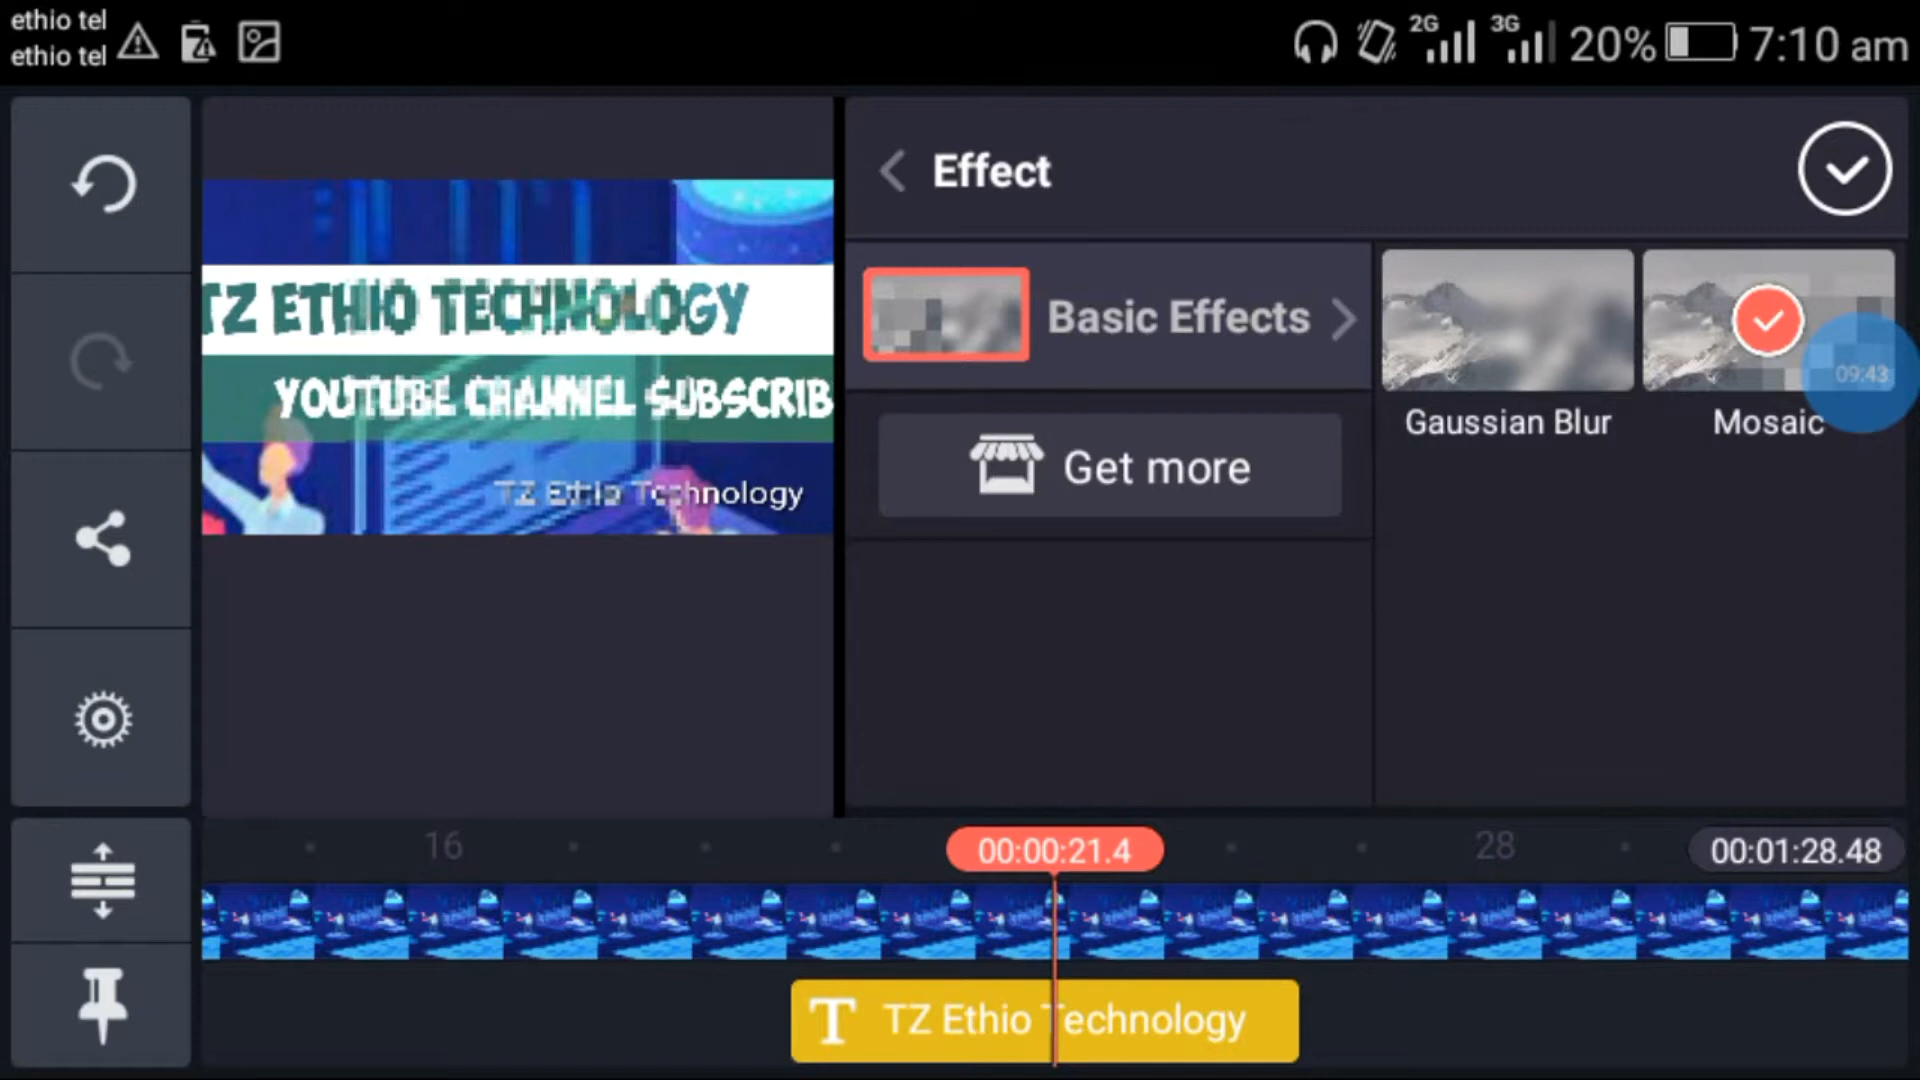 ethio tel
ethio tel
2G
3G
20%
7:10 am
Effect
TZ ETHIO TECHNOLOGY
YOUTUBE CHANNEL SUBSCRIB
TZ Ethio Technology
Basic Effects
Get more
09:43
Gaussian Blur
Mosaic
16
00:00:21.4
28
00:01:28.48
T TZ Ethio Technology